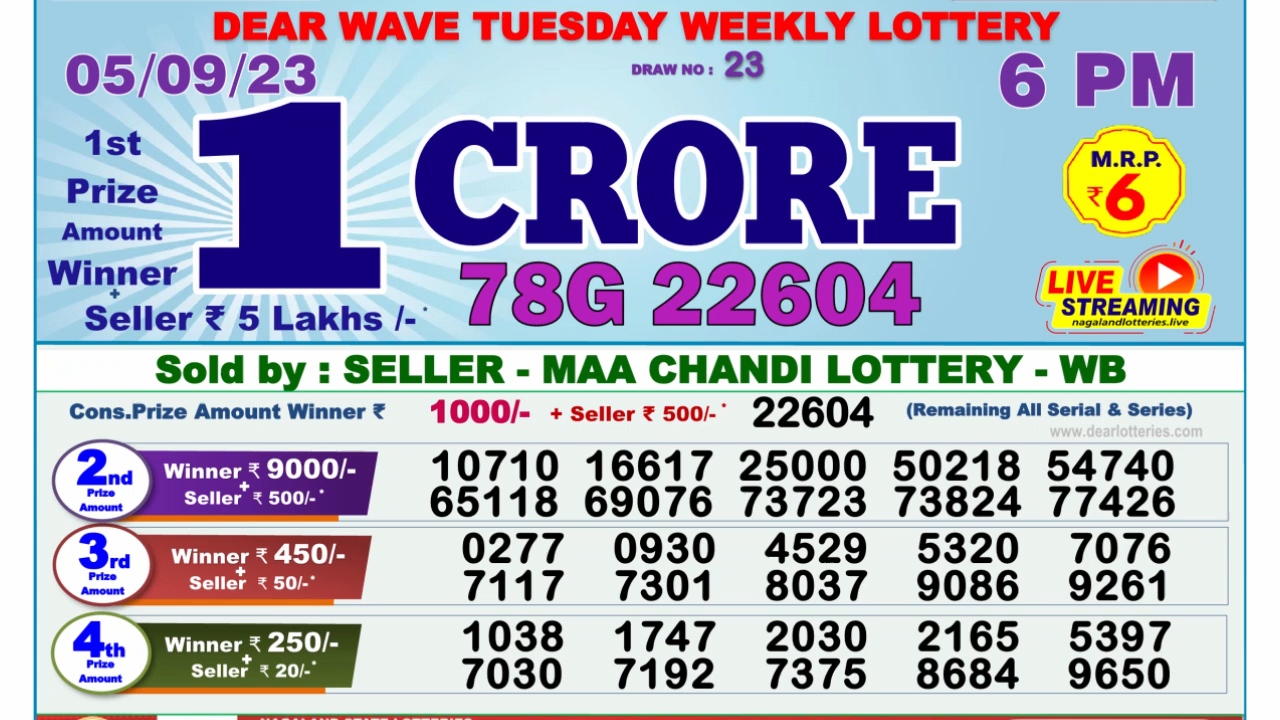 DEAR WAVE TUESDAY WEEKLY LOTTERY
05/09/23
DRAW NO : 23
6 PM
1st
Prize
Amount
Winner
+
Seller ₹ 5 Lakhs /-*
1 CRORE
78G 22604
M.R.P.
₹6
LIVE
STREAMING
nagalandlotteries.live
Sold by : SELLER - MAA CHANDI LOTTERY - WB
Cons.Prize Amount Winner ₹ 1000/- + Seller ₹ 500/-* 22604 (Remaining All Serial & Series)
www.dearlotteries.com
2nd
Prize
Amount
Winner ₹ 9000/-
+
Seller ₹ 500/-*
10710 16617 25000 50218 54740
65118 69076 73723 73824 77426
3rd
Prize
Amount
Winner ₹ 450/-
+
Seller ₹ 50/-*
0277 0930 4529 5320 7076
7117 7301 8037 9086 9261
4th
Prize
Amount
Winner ₹ 250/-
+
Seller ₹ 20/-*
1038 1747 2030 2165 5397
7030 7192 7375 8684 9650
NAGALAND STATE LOTTERIES